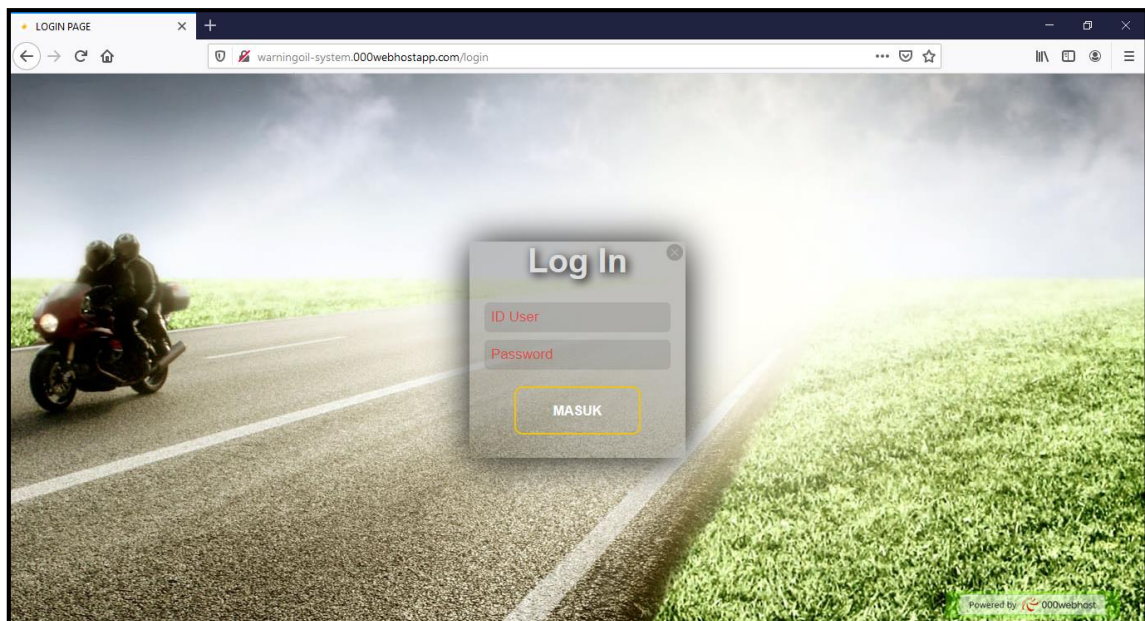 LOGIN PAGE
warningoil-system.000webhostapp.com/login
Log In
ID User
Password
MASUK
Powered by 000webhost